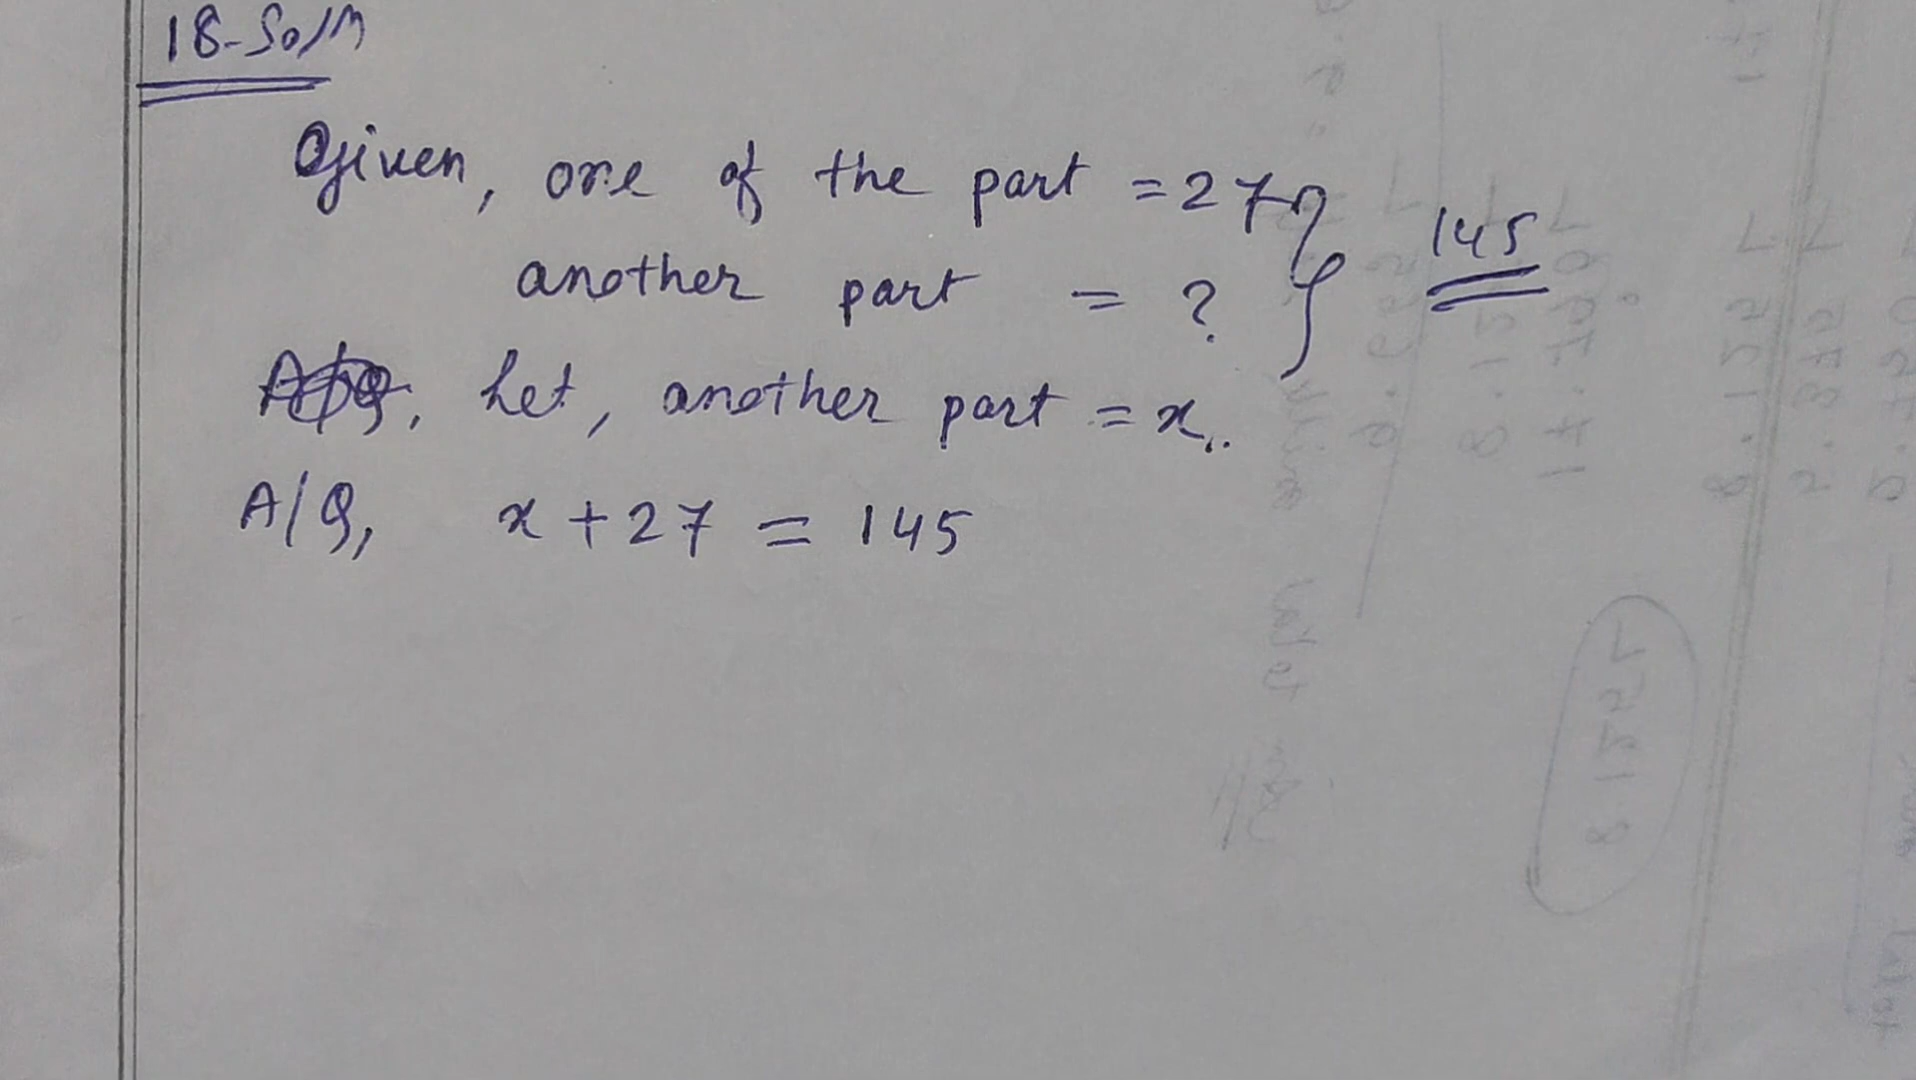 18-Soln
Given, one of the part = 27
another part = ? } 145
Let, another part = x.
A/Q, x + 27 = 145